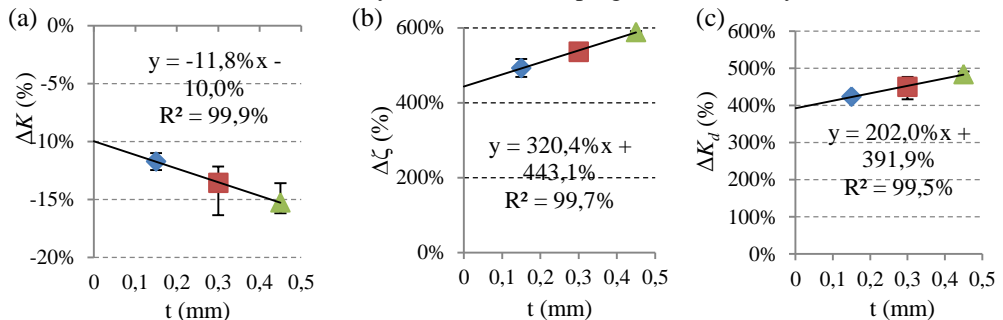 (a)
0%
-5%
-10%
-15%
-20%
ΔK (%)
y = -11,8%x -
10,0%
R² = 99,9%
0 0,1 0,2 0,3 0,4 0,5
t (mm)
(b)
600%
400%
200%
0%
Δζ (%)
y = 320,4%x +
443,1%
R² = 99,7%
0 0,1 0,2 0,3 0,4 0,5
t (mm)
(c)
600%
500%
400%
300%
200%
100%
0%
ΔK_d (%)
y = 202,0%x +
391,9%
R² = 99,5%
0 0,1 0,2 0,3 0,4 0,5
t (mm)